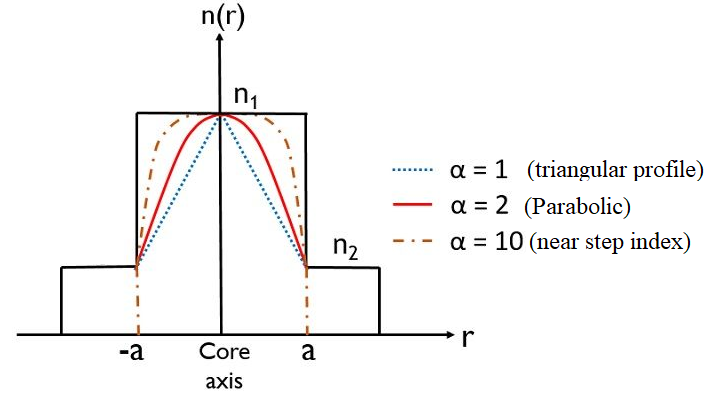 n(r)
n₁
α = 1 (triangular profile)
α = 2 (Parabolic)
α = 10 (near step index)
n₂
r
-a
Core
axis
a